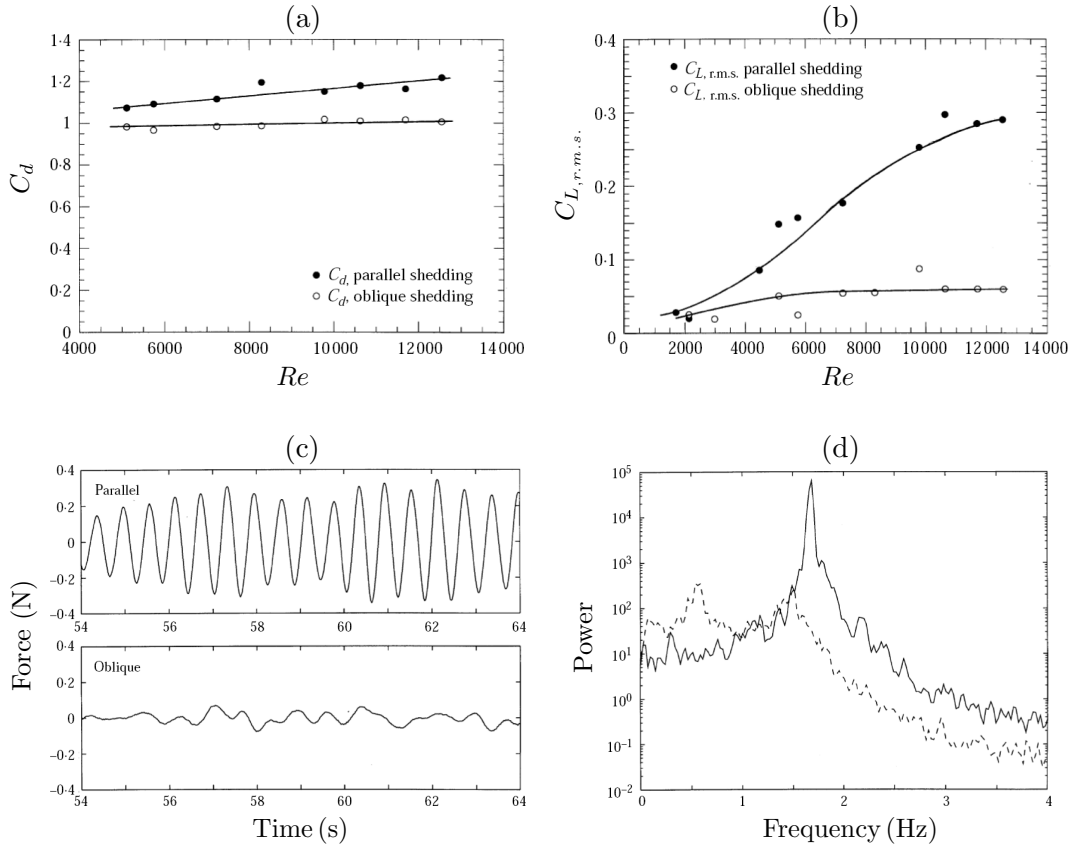 (a)
1·4
1·2
1
0·8
0·6
0·4
0·2
0
C_d
C_d, parallel shedding
C_d, oblique shedding
4000 6000 8000 10000 12000 14000
Re
(b)
0·4
0·3
0·2
0·1
0
C_{L,r.m.s.}
C_{L,r.m.s.} parallel shedding
C_{L. r.m.s.} oblique shedding
0 2000 4000 6000 8000 10000 12000 14000
Re
(c)
Force (N)
0·4
0·2
0
−0·2
−0·4
Parallel
54 56 58 60 62 64
0·4
0·2
0
−0·2
−0·4
Oblique
54 56 58 60 62 64
Time (s)
(d)
10^5
10^4
10^3
10^2
10^1
10^0
10^{−1}
10^{−2}
Power
0 1 2 3 4
Frequency (Hz)